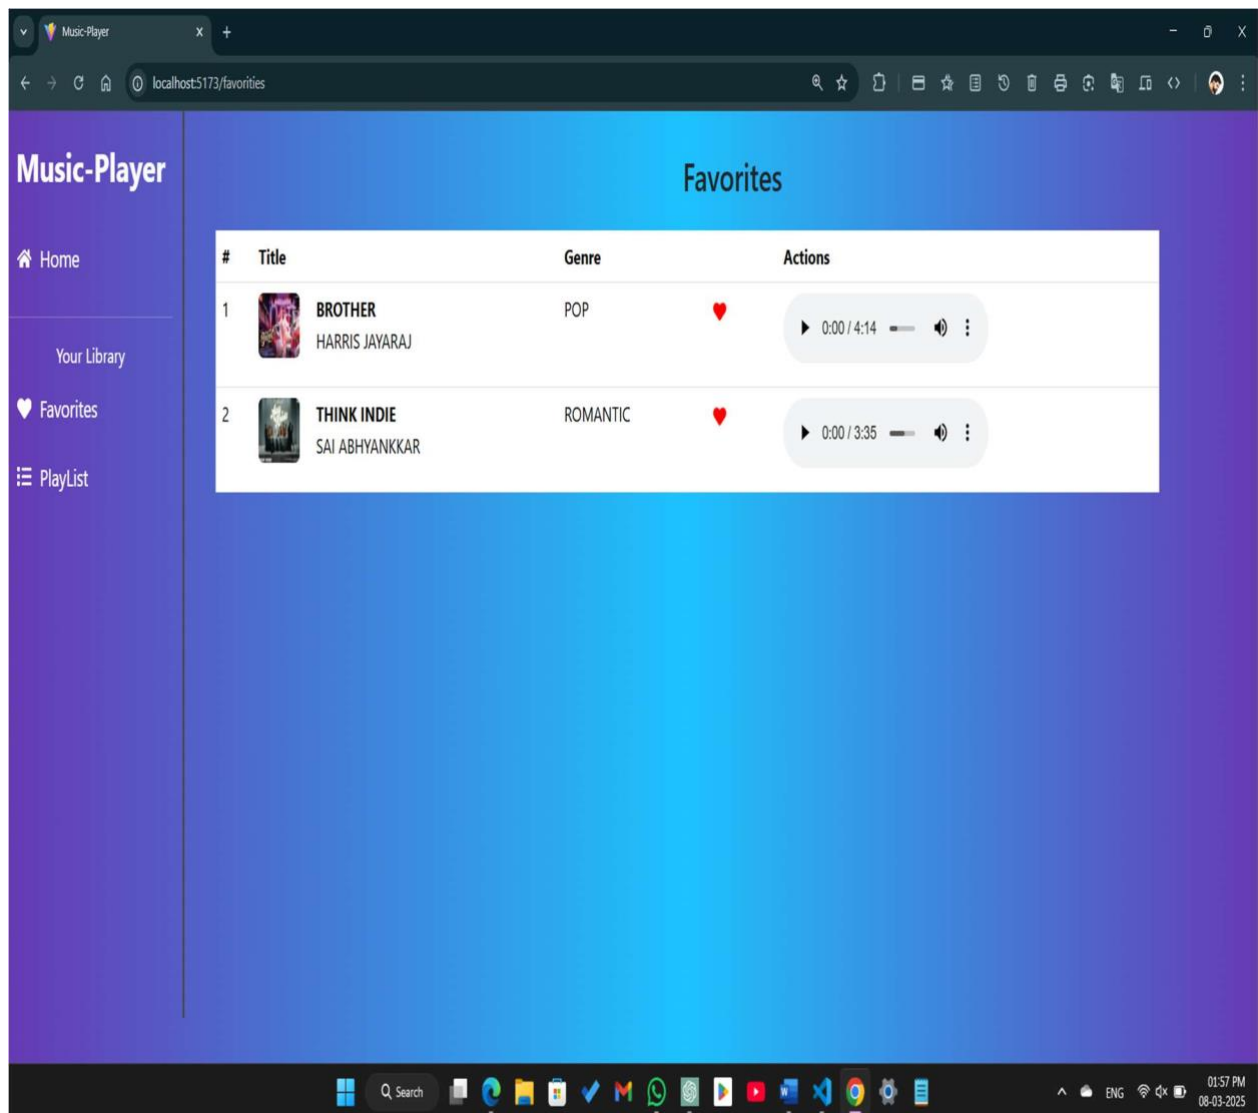 Music-Player
localhost:5173/favorities
Music-Player
Home
Your Library
Favorites
PlayList
Favorites
# Title Genre Actions
1 BROTHER POP 0:00 / 4:14
HARRIS JAYARAJ
2 THINK INDIE ROMANTIC 0:00 / 3:35
SAI ABHYANKKAR
Search
ENG
01:57 PM
08-03-2025